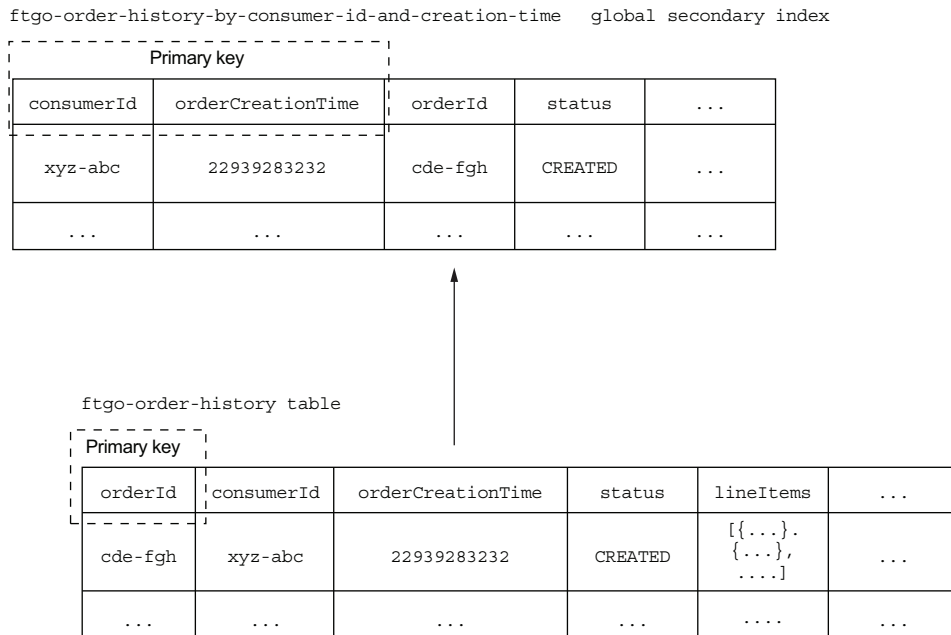 ftgo-order-history-by-consumer-id-and-creation-time global secondary index
Primary key
consumerId orderCreationTime orderId status ...
xyz-abc 22939283232 cde-fgh CREATED ...
... ... ... ... ...
ftgo-order-history table
Primary key
orderId consumerId orderCreationTime status lineItems ...
cde-fgh xyz-abc 22939283232 CREATED [{...}.
{...},
....] ...
... ... ... ... .... ...